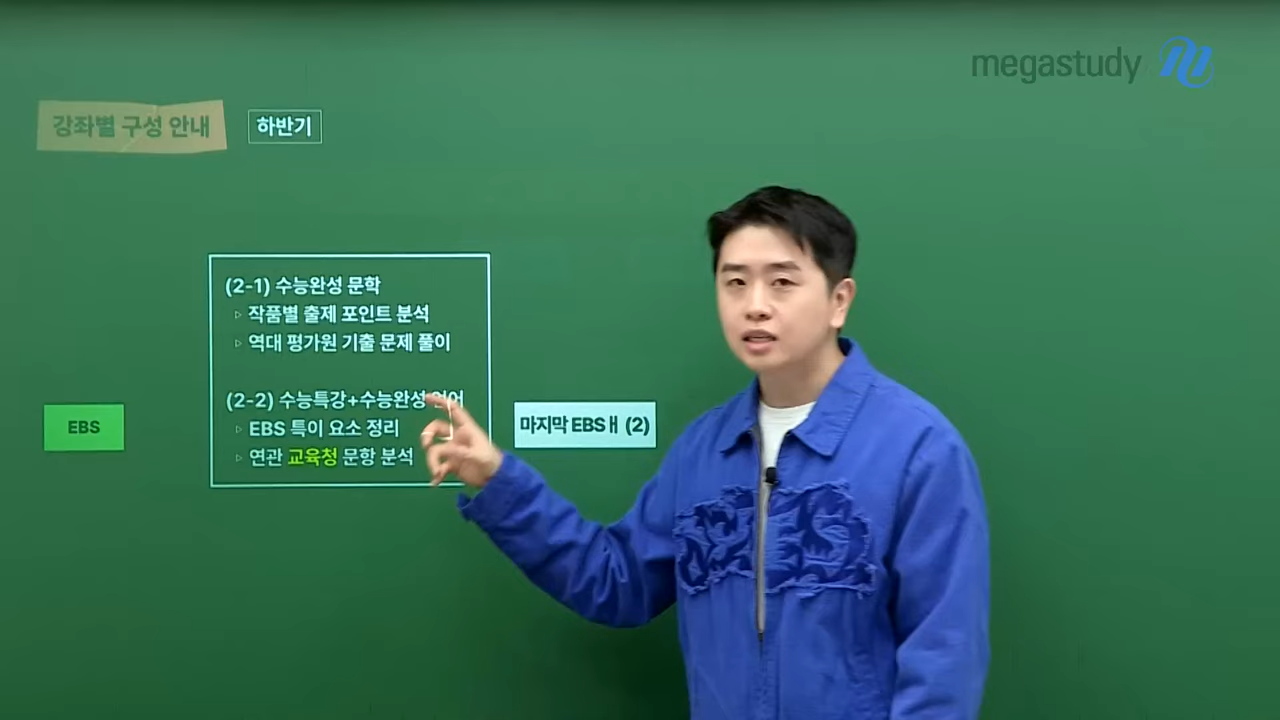 megastudy
강좌별 구성 안내
하반기
(2-1) 수능완성 문학
▷ 작품별 출제 포인트 분석
▷ 역대 평가원 기출 문제 풀이
(2-2) 수능특강+수능완성 언어
▷ EBS 특이 요소 정리
▷ 연관 교육청 문항 분석
EBS
마지막 EBSㅐ (2)